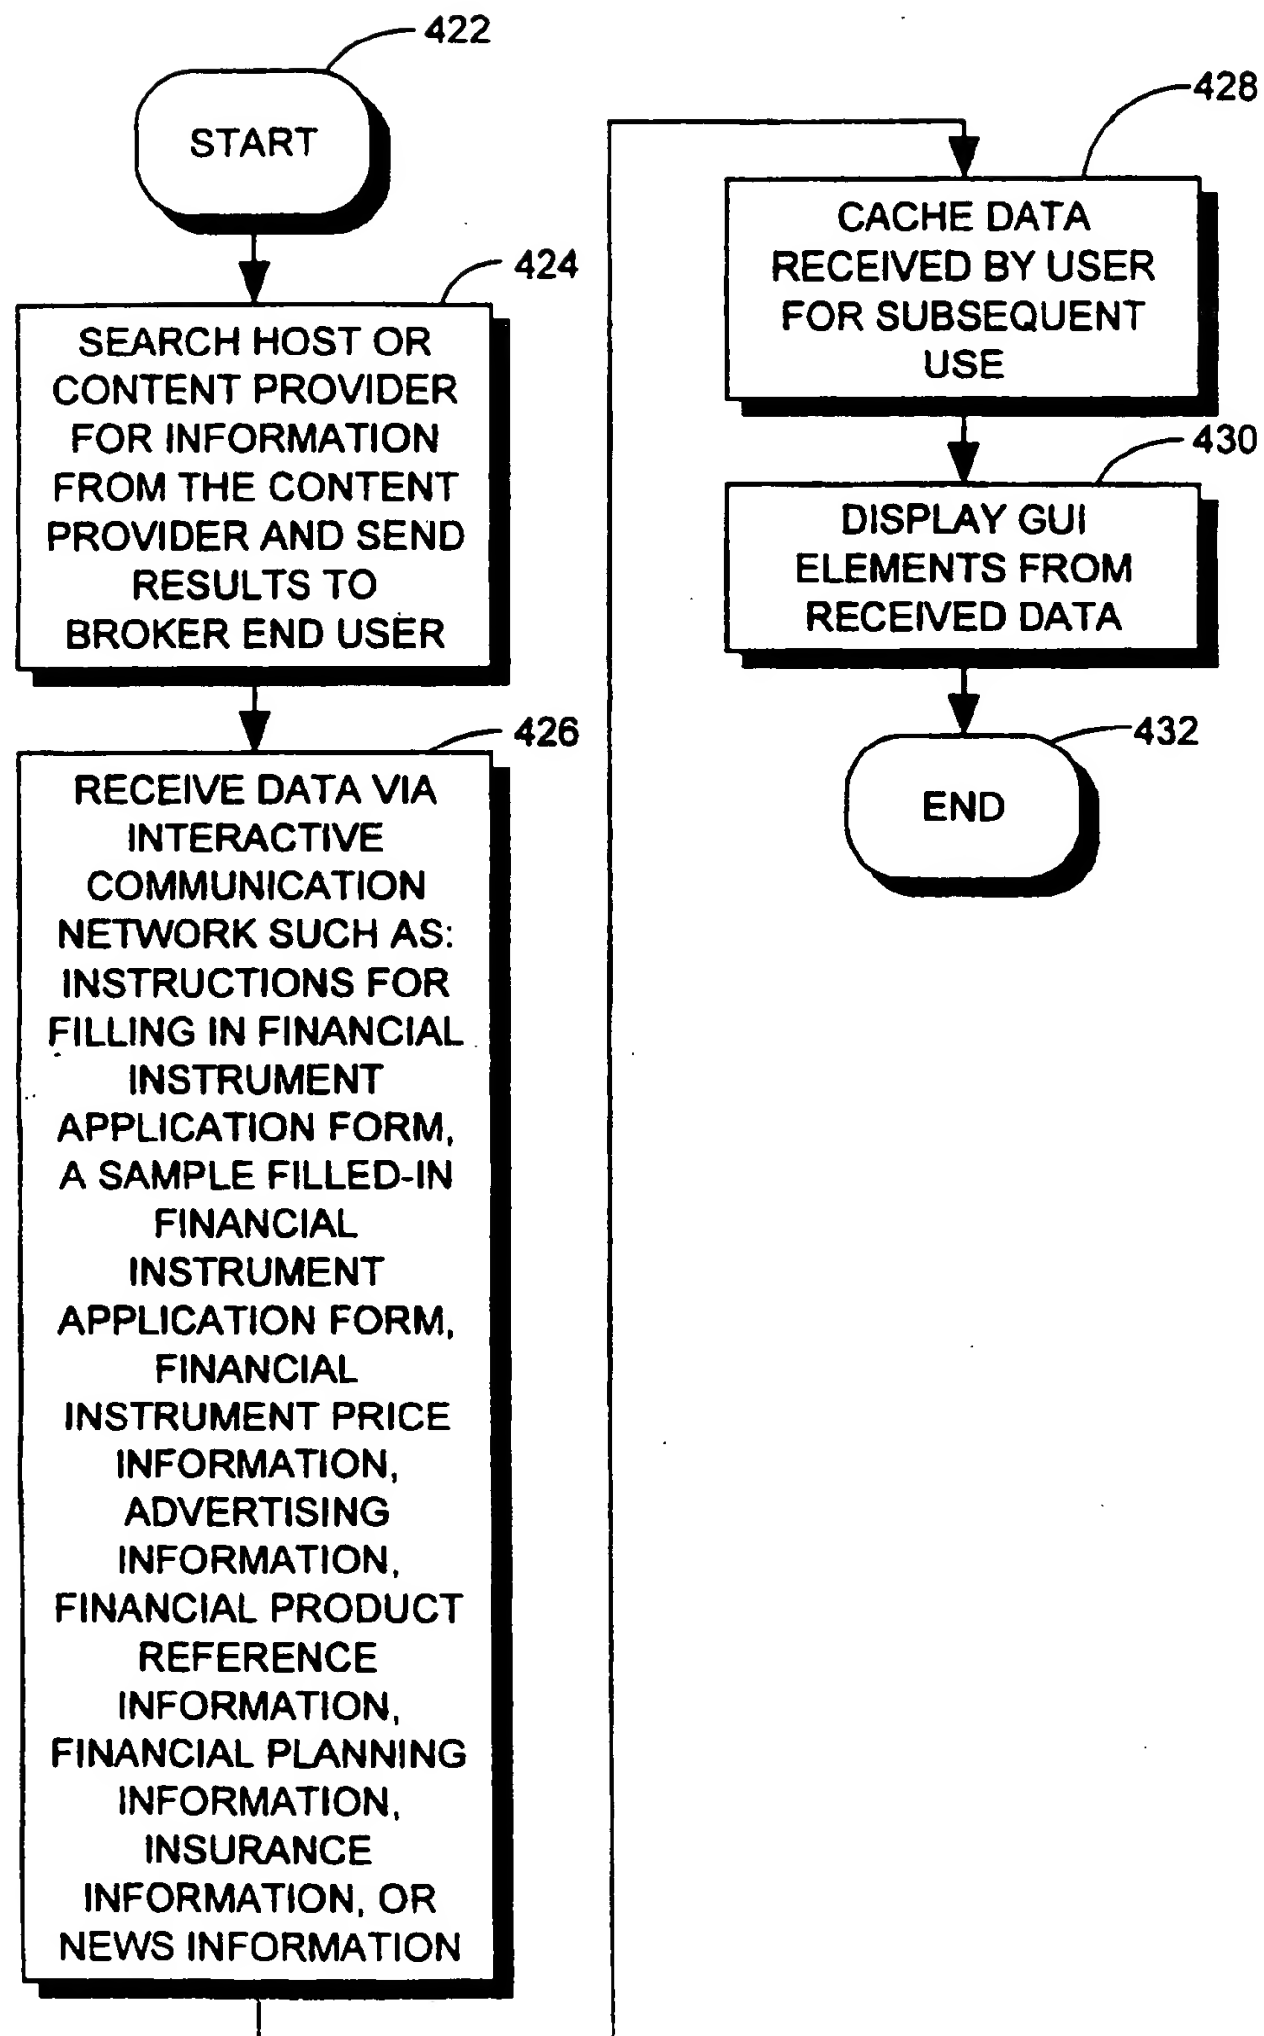 422
START
424
SEARCH HOST OR
CONTENT PROVIDER
FOR INFORMATION
FROM THE CONTENT
PROVIDER AND SEND
RESULTS TO
BROKER END USER
426
RECEIVE DATA VIA
INTERACTIVE
COMMUNICATION
NETWORK SUCH AS:
INSTRUCTIONS FOR
FILLING IN FINANCIAL
INSTRUMENT
APPLICATION FORM,
A SAMPLE FILLED-IN
FINANCIAL
INSTRUMENT
APPLICATION FORM,
FINANCIAL
INSTRUMENT PRICE
INFORMATION,
ADVERTISING
INFORMATION,
FINANCIAL PRODUCT
REFERENCE
INFORMATION,
FINANCIAL PLANNING
INFORMATION,
INSURANCE
INFORMATION, OR
NEWS INFORMATION
428
CACHE DATA
RECEIVED BY USER
FOR SUBSEQUENT
USE
430
DISPLAY GUI
ELEMENTS FROM
RECEIVED DATA
432
END